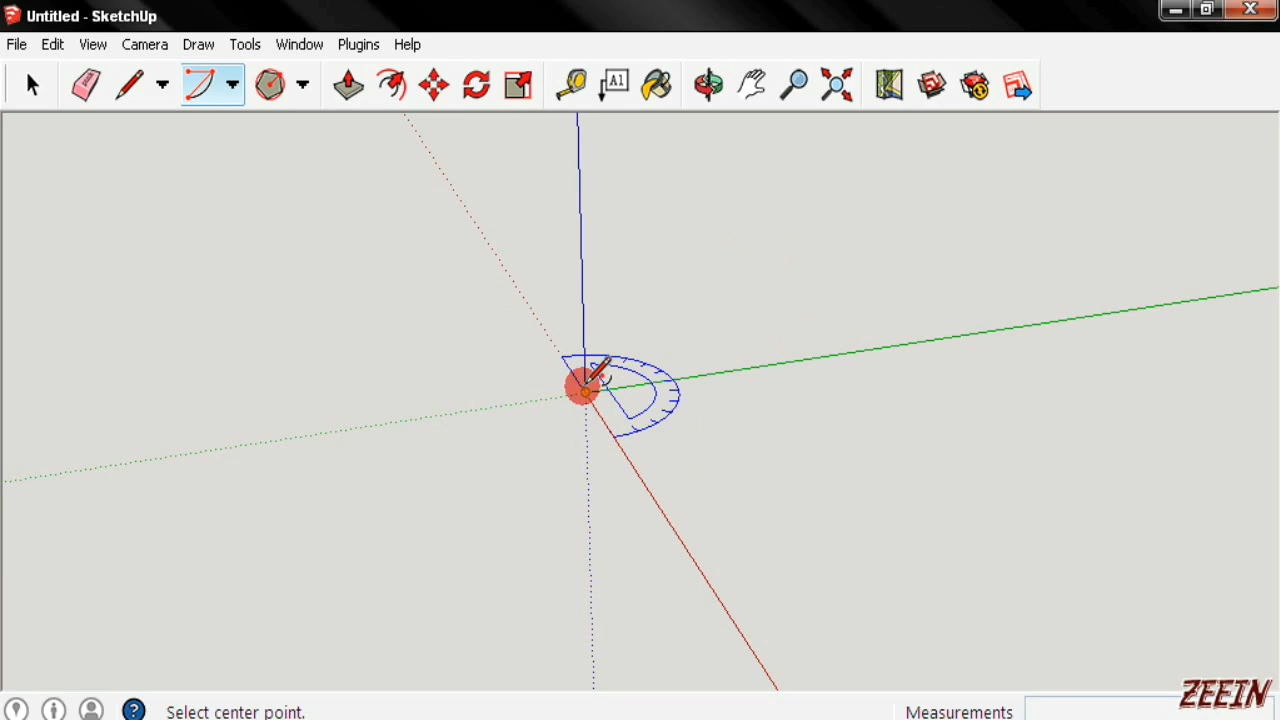 Untitled - SketchUp
File Edit View Camera Draw Tools Window Plugins Help
A1
Select center point.
Measurements
ZEEIN